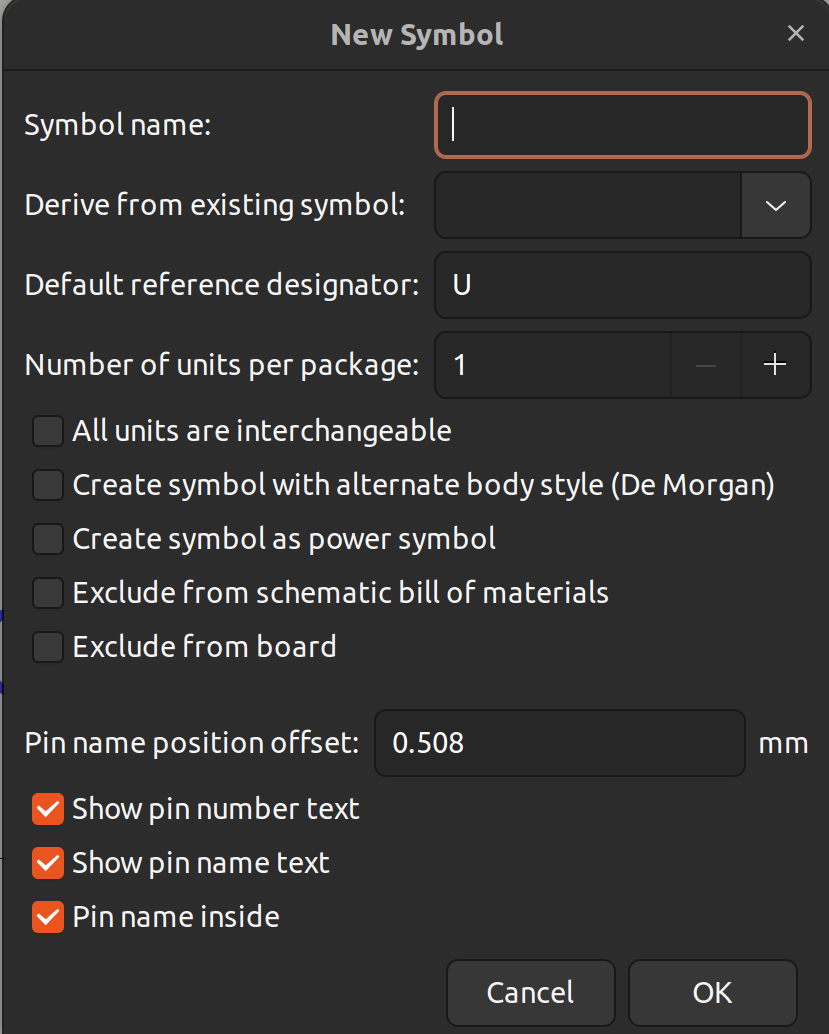 New Symbol
Symbol name:
Derive from existing symbol:
Default reference designator: U
Number of units per package: 1
All units are interchangeable
Create symbol with alternate body style (De Morgan)
Create symbol as power symbol
Exclude from schematic bill of materials
Exclude from board
Pin name position offset: 0.508 mm
Show pin number text
Show pin name text
Pin name inside
Cancel OK